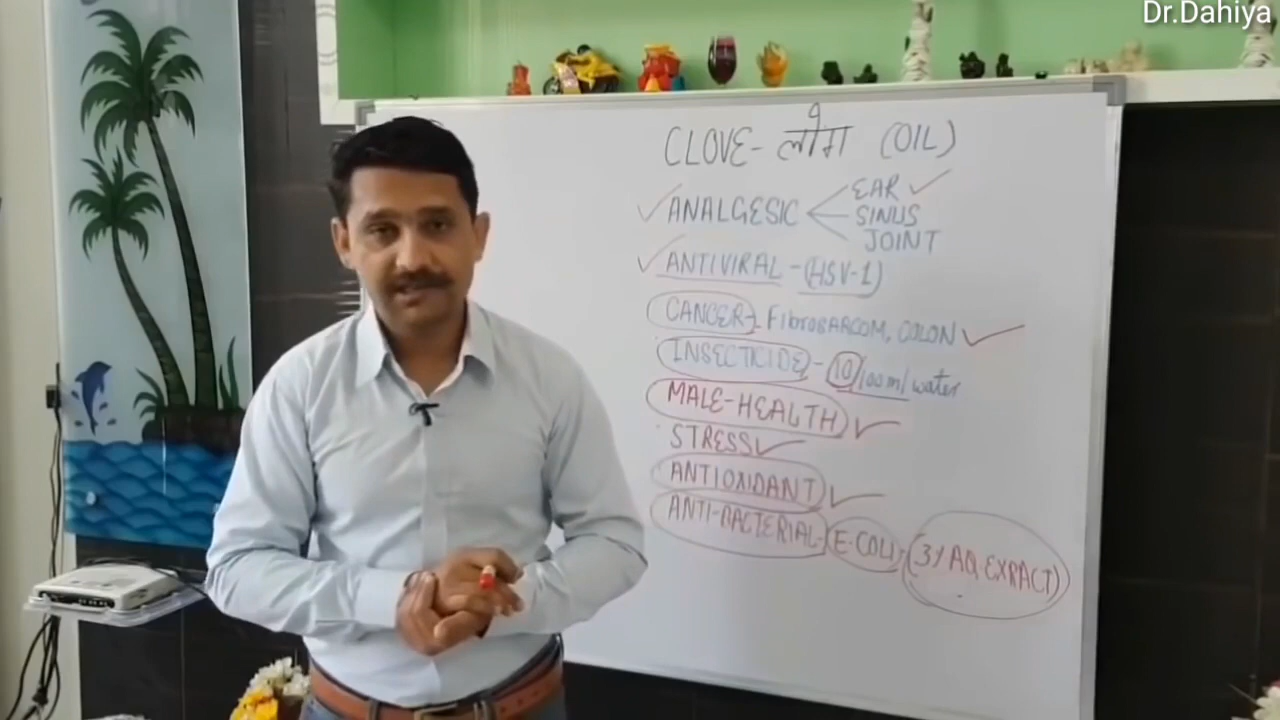 Dr.Dahiya
CLOVE - लौंग (OIL)
ANALGESIC EAR
SINUS
JOINT
ANTIVIRAL - (HSV-1)
CANCER - FibrosARCOM, COLON
INSECTICIDE - 10/100ml water
MALE-HEALTH
STRESS
ANTIOXIDANT
ANTI-BACTERIAL - E-COLI - (3% AQ. EXPACT)